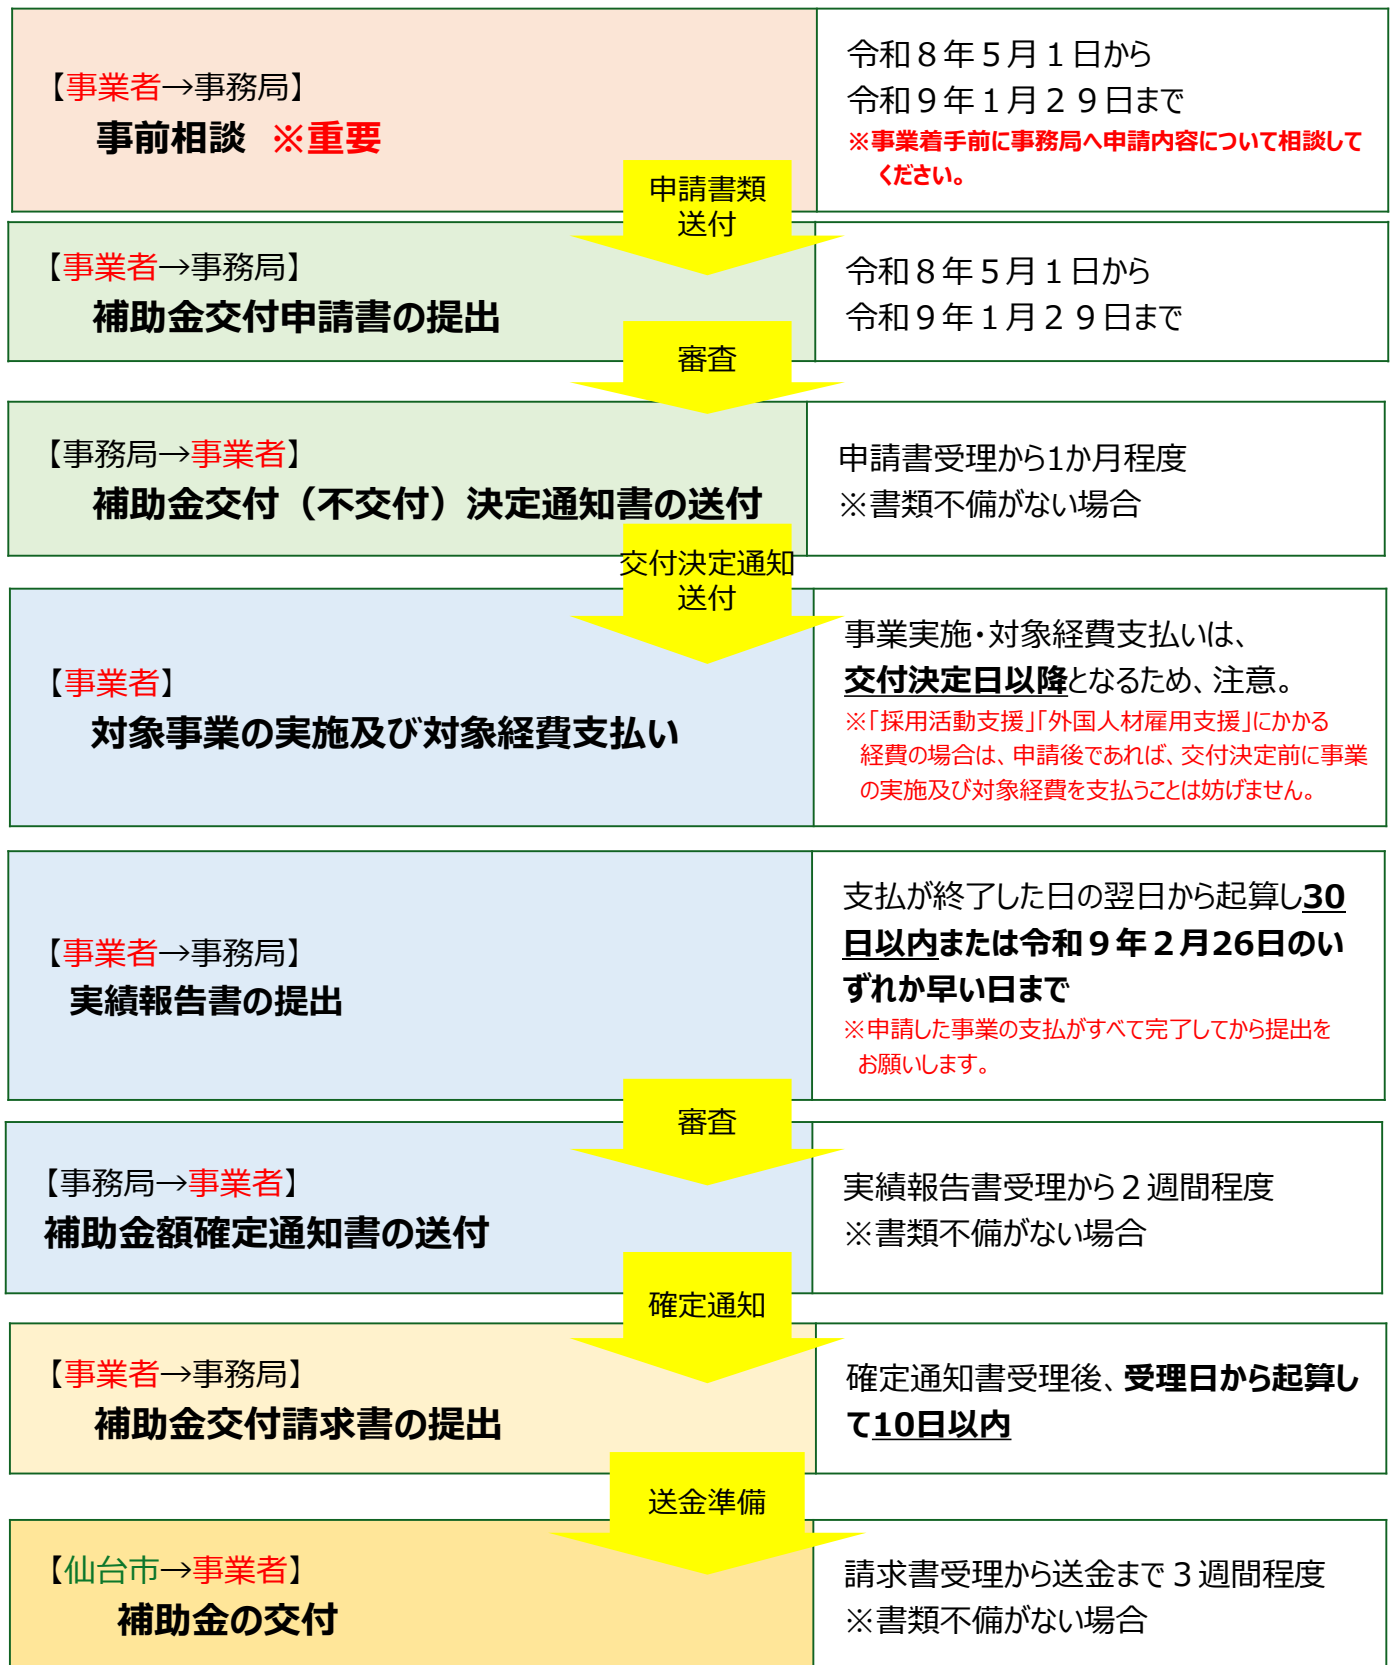 【事業者→事務局】
事前相談 ※重要
令和８年５月１日から
令和９年１月２９日まで
※事業着手前に事務局へ申請内容について相談して
ください。
申請書類
送付
【事業者→事務局】
補助金交付申請書の提出
令和８年５月１日から
令和９年１月２９日まで
審査
【事務局→事業者】
補助金交付（不交付）決定通知書の送付
申請書受理から1か月程度
※書類不備がない場合
交付決定通知
送付
【事業者】
対象事業の実施及び対象経費支払い
事業実施・対象経費支払いは、
交付決定日以降となるため、注意。
※「採用活動支援」「外国人材雇用支援」にかかる
経費の場合は、申請後であれば、交付決定前に事業
の実施及び対象経費を支払うことは妨げません。
【事業者→事務局】
実績報告書の提出
支払が終了した日の翌日から起算し30
日以内または令和９年２月26日のい
ずれか早い日まで
※申請した事業の支払がすべて完了してから提出を
お願いします。
審査
【事務局→事業者】
補助金額確定通知書の送付
実績報告書受理から２週間程度
※書類不備がない場合
確定通知
【事業者→事務局】
補助金交付請求書の提出
確定通知書受理後、受理日から起算し
て10日以内
送金準備
【仙台市→事業者】
補助金の交付
請求書受理から送金まで３週間程度
※書類不備がない場合